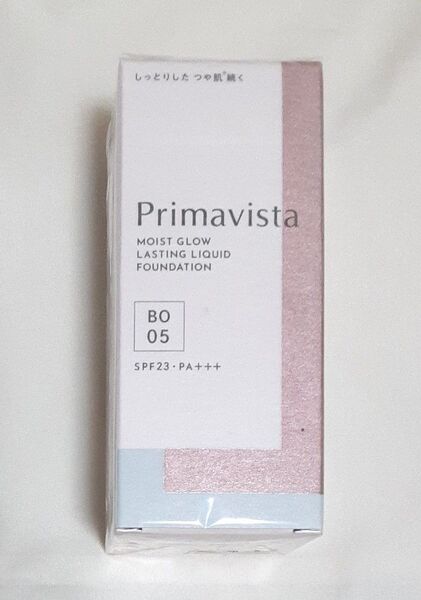 しっとりした つや肌※続く
Primavista
MOIST GLOW
LASTING LIQUID
FOUNDATION
BO
05
SPF23・PA+++